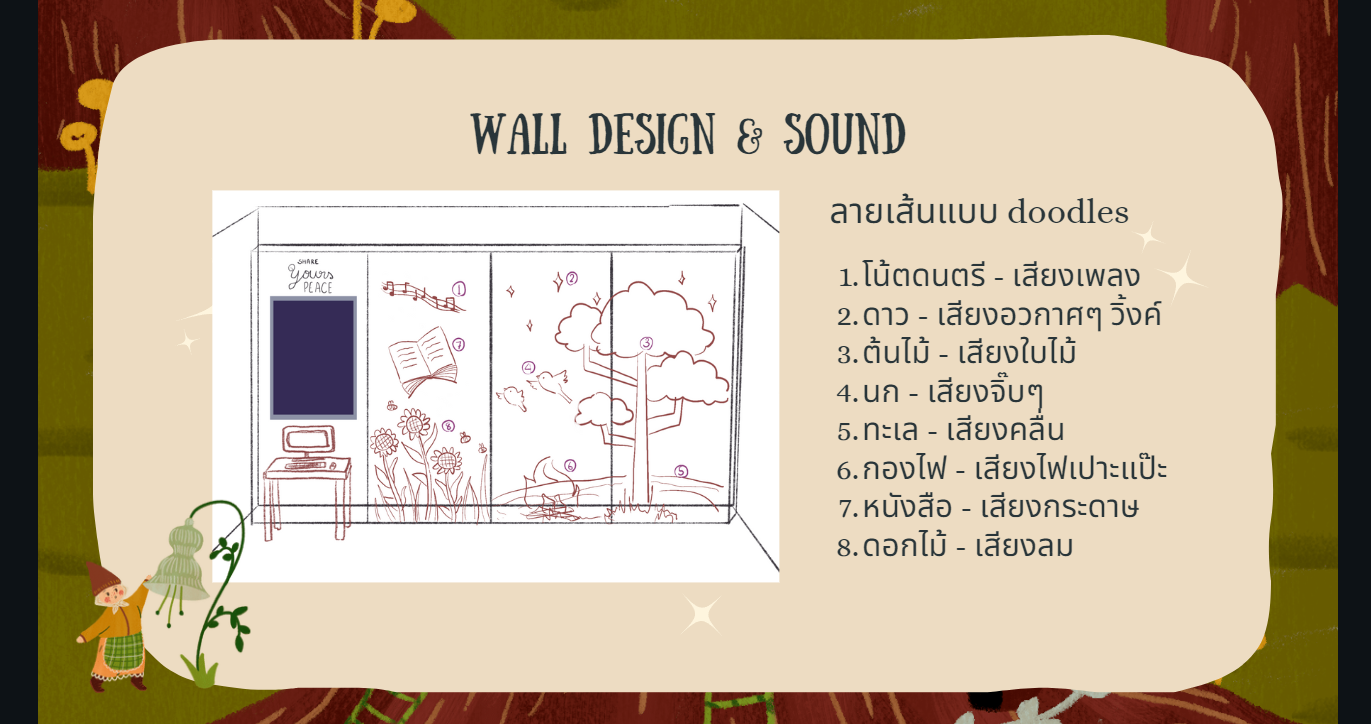 WALL DESIGN & SOUND
SHARE
Yours
PEACE
1
2
3
4
5
6
7
8
ลายเส้นแบบ doodles
1. โน้ตดนตรี - เสียงเพลง
2. ดาว - เสียงอวกาศๆ วิ้งค์
3. ต้นไม้ - เสียงใบไม้
4. นก - เสียงจิ๊บๆ
5. ทะเล - เสียงคลื่น
6. กองไฟ - เสียงไฟเปาะแป๊ะ
7. หนังสือ - เสียงกระดาษ
8. ดอกไม้ - เสียงลม